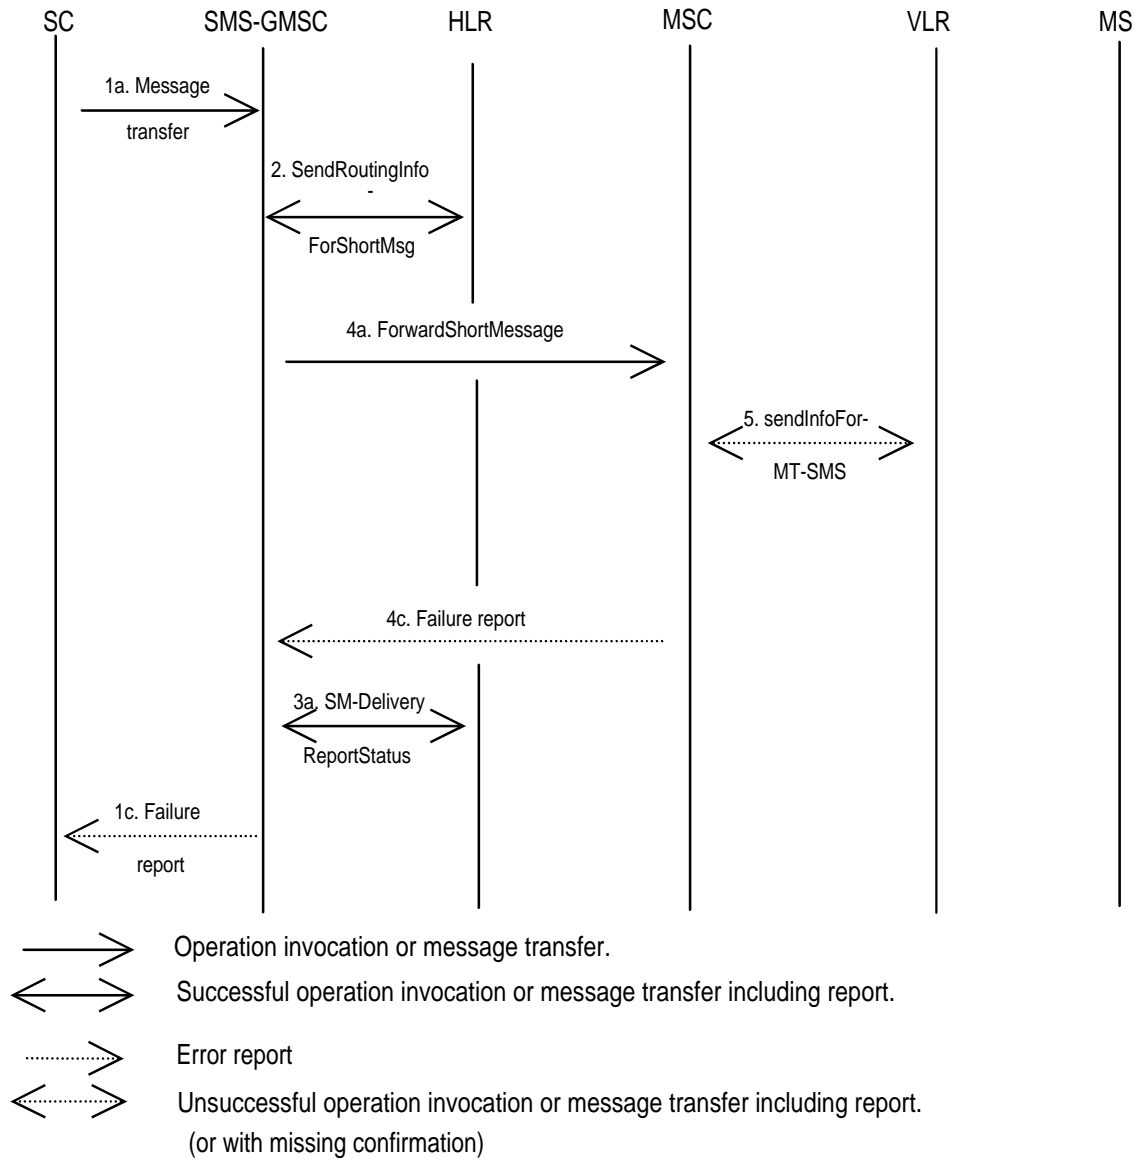 SC SMS-GMSC HLR MSC VLR MS
1a. Message
transfer
2. SendRoutingInfo
-
ForShortMsg
4a. ForwardShortMessage
5. sendInfoFor-
MT-SMS
4c. Failure report
3a. SM-Delivery
ReportStatus
1c. Failure
report
Operation invocation or message transfer.
Successful operation invocation or message transfer including report.
Error report
Unsuccessful operation invocation or message transfer including report.
(or with missing confirmation)